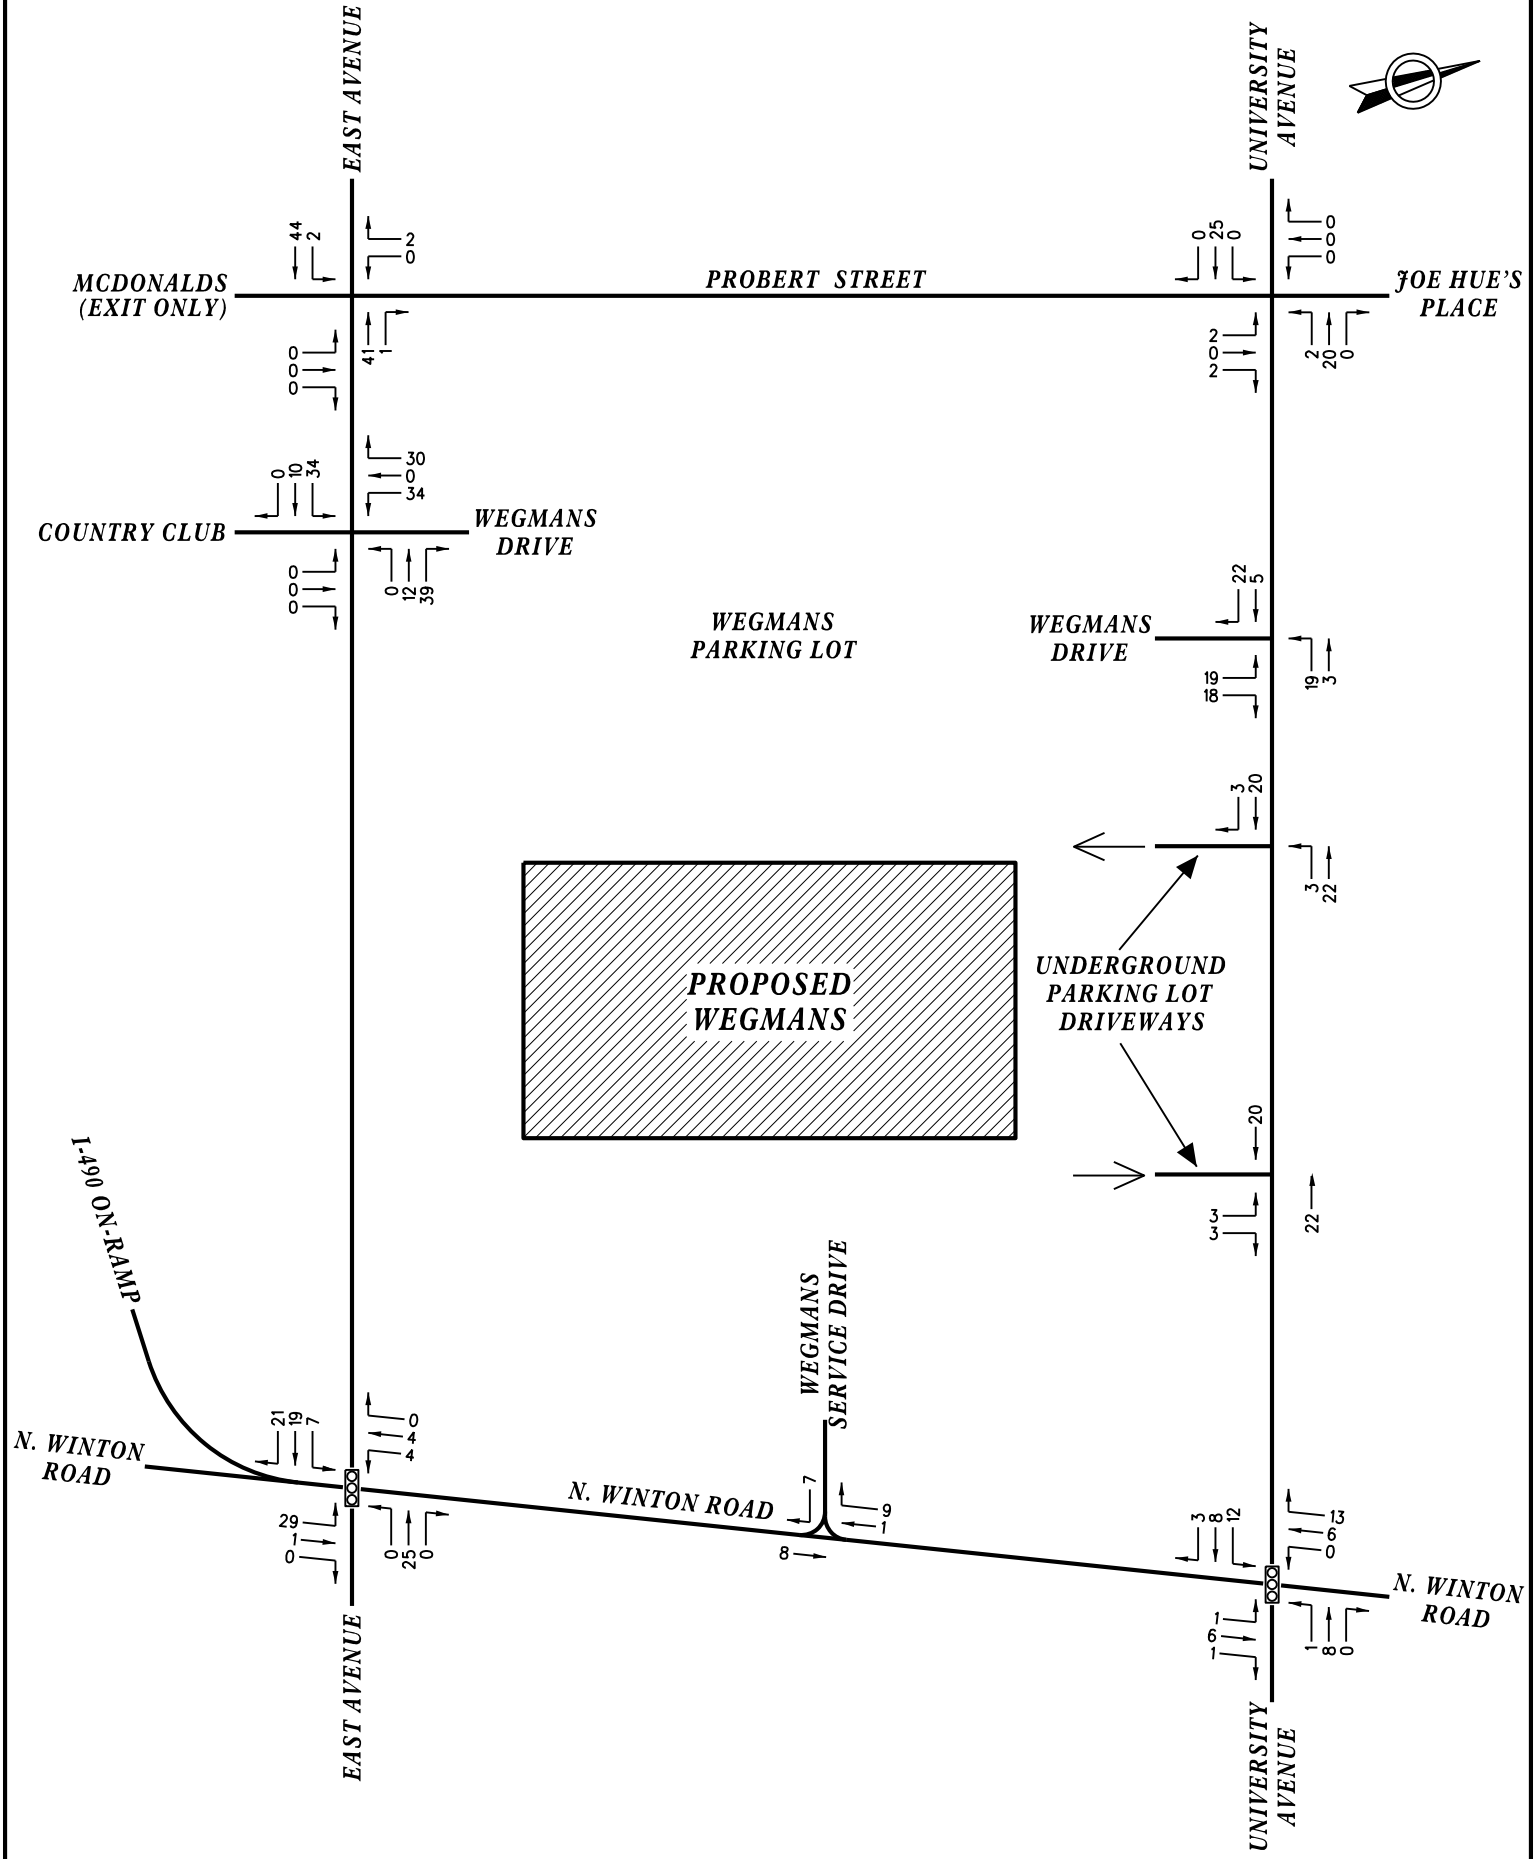 EAST AVENUE
UNIVERSITY
AVENUE
44
2
2
0
0
25
0
0
0
0
MCDONALDS
(EXIT ONLY)
PROBERT STREET
JOE HUE'S
PLACE
0
0
0
41
1
2
0
2
2
20
0
0
10
34
30
0
34
COUNTRY CLUB
WEGMANS
DRIVE
0
0
0
0
12
39
WEGMANS
PARKING LOT
WEGMANS
DRIVE
22
5
19
18
19
3
3
20
3
22
PROPOSED
WEGMANS
UNDERGROUND
PARKING LOT
DRIVEWAYS
20
3
3
22
I-490 ON-RAMP
WEGMANS
SERVICE DRIVE
21
19
7
0
4
4
N. WINTON
ROAD
29
1
0
0
25
0
N. WINTON ROAD
7
9
1
8
3
8
12
13
6
0
N. WINTON
ROAD
1
6
1
1
8
0
EAST AVENUE
UNIVERSITY
AVENUE